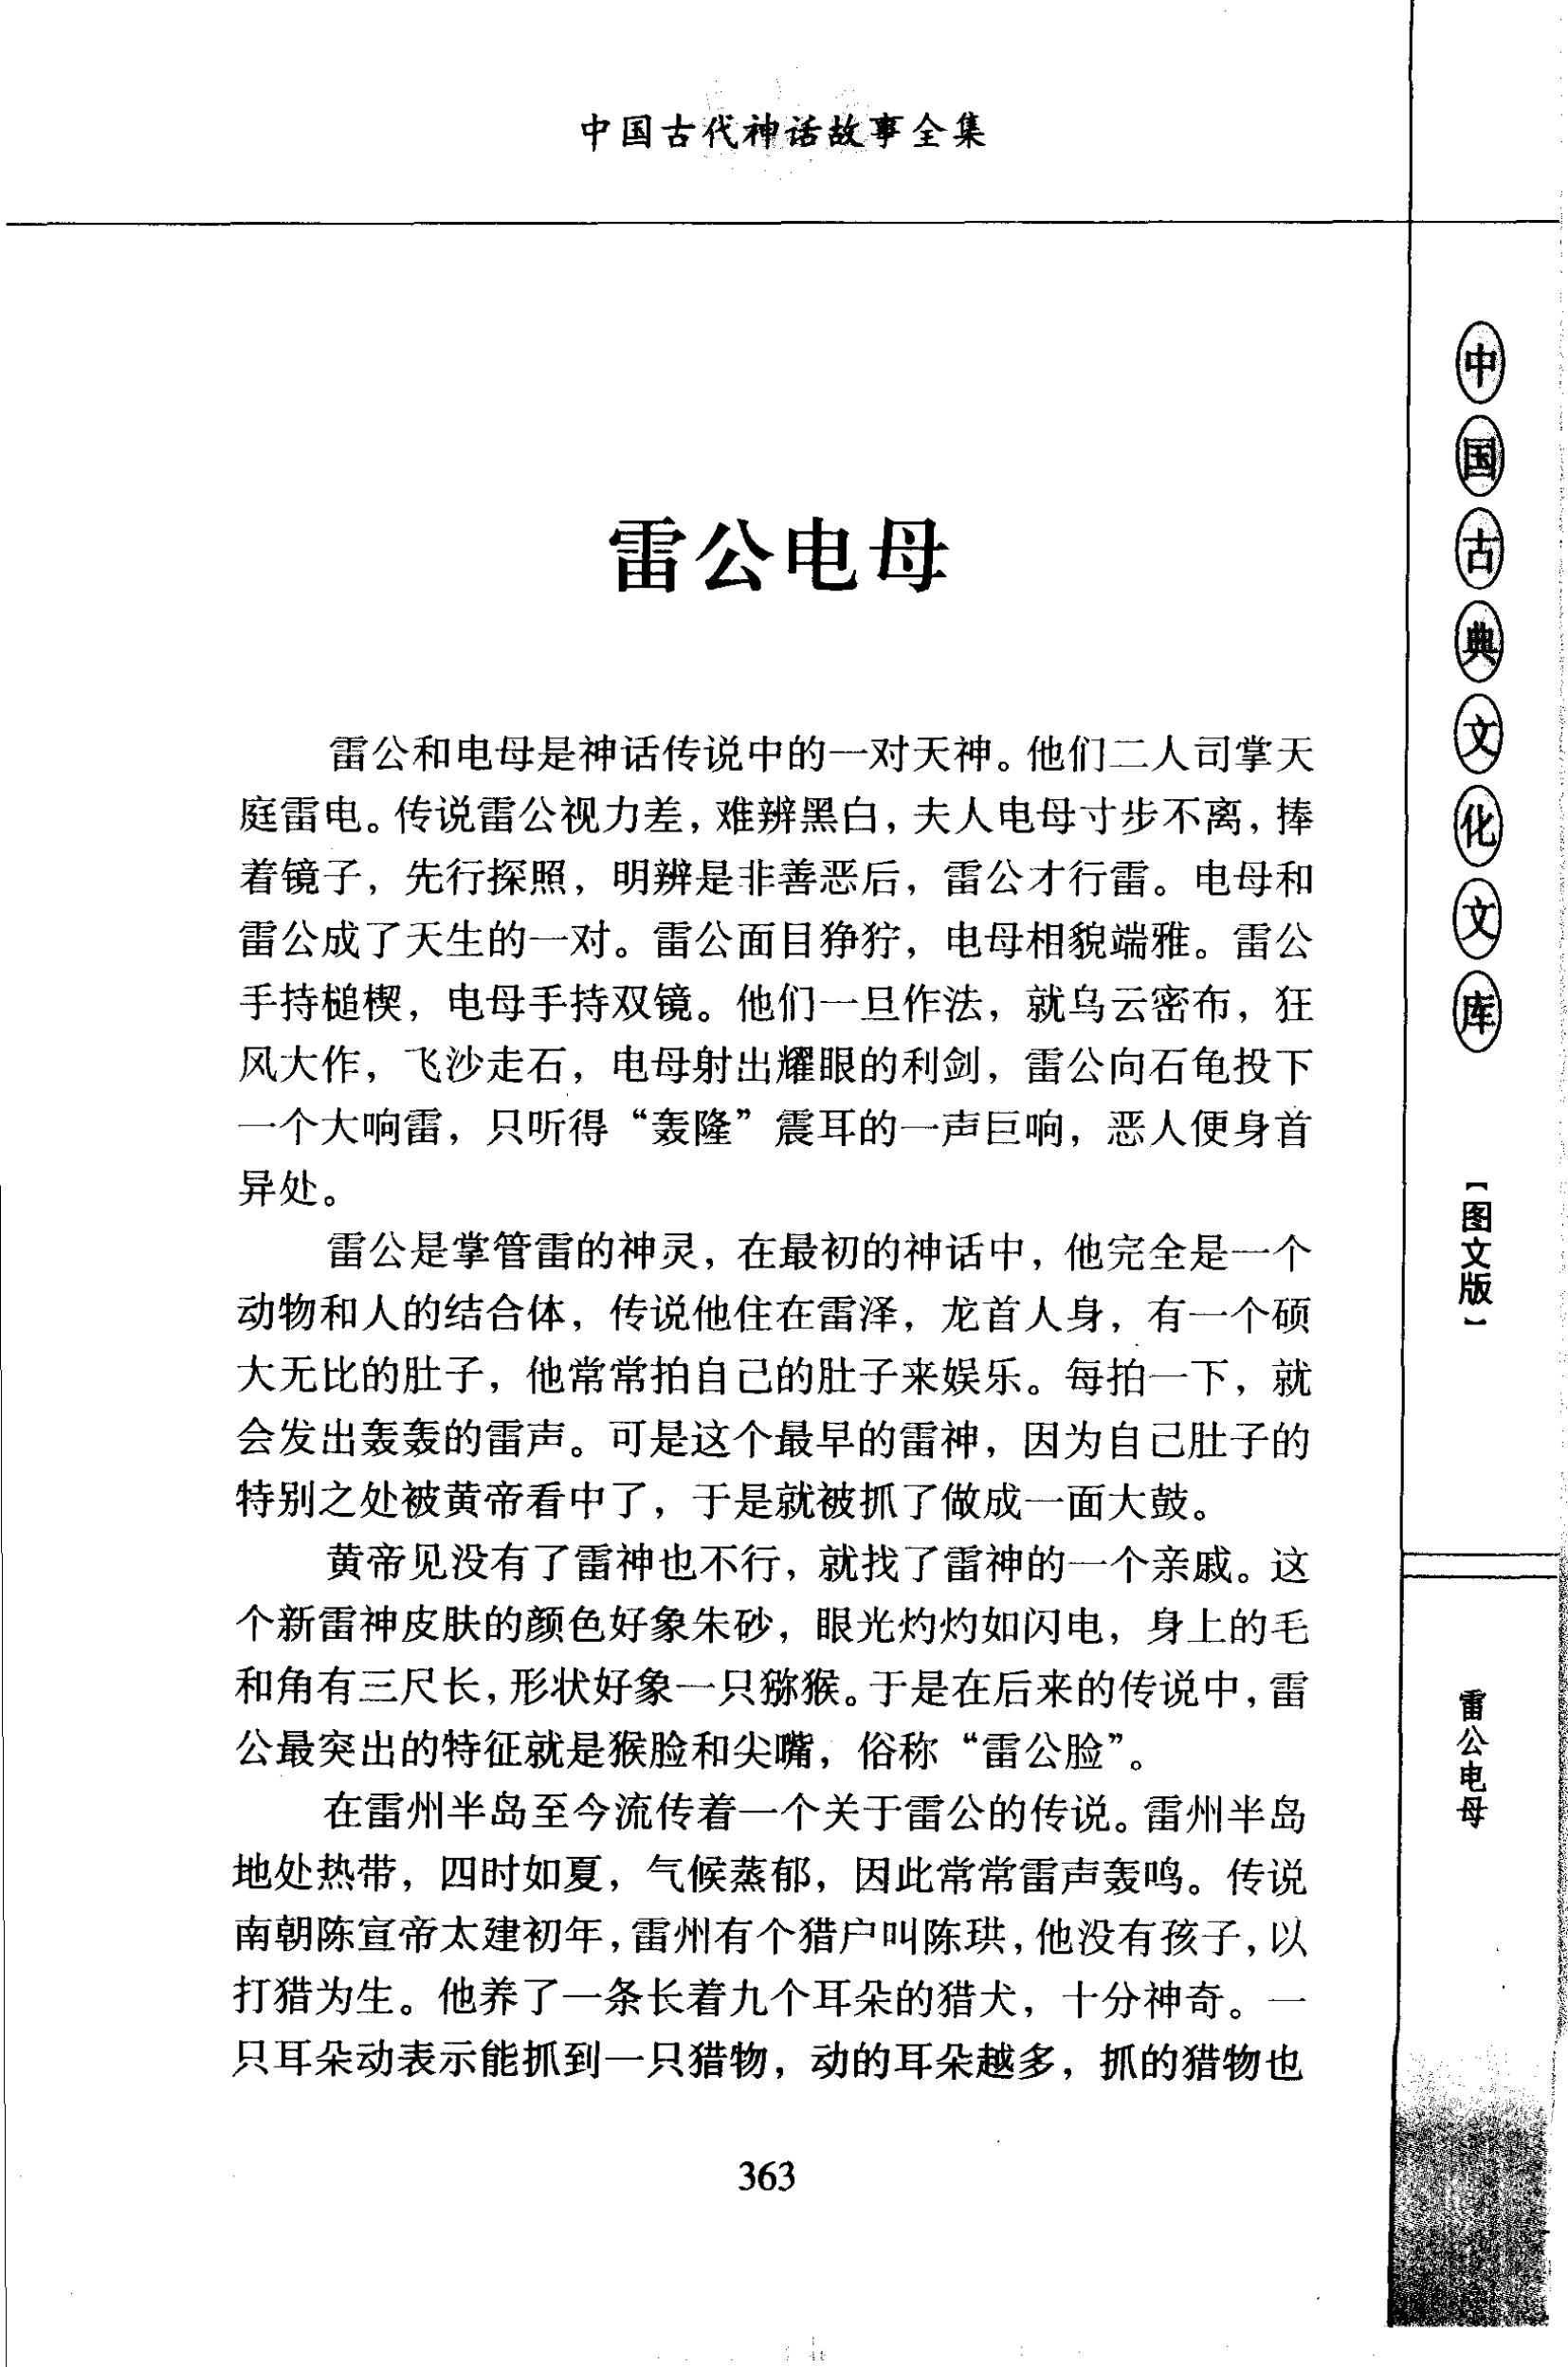 中国古代神话故事全集
雷公电母
雷公和电母是神话传说中的一对天神。他们二人司掌天
庭雷电。传说雷公视力差，难辨黑白，夫人电母寸步不离，捧
着镜子，先行探照，明辨是非善恶后，雷公才行雷。电母和
雷公成了天生的一对。雷公面目狰狞，电母相貌端雅。雷公
手持槌楔，电母手持双镜。他们一旦作法，就乌云密布，狂
风大作，飞沙走石，电母射出耀眼的利剑，雷公向石龟投下
一个大响雷，只听得“轰隆”震耳的一声巨响，恶人便身首
异处。
雷公是掌管雷的神灵，在最初的神话中，他完全是一个
动物和人的结合体，传说他住在雷泽，龙首人身，有一个硕
大无比的肚子，他常常拍自己的肚子来娱乐。每拍一下，就
会发出轰轰的雷声。可是这个最早的雷神，因为自己肚子的
特别之处被黄帝看中了，于是就被抓了做成一面大鼓。
黄帝见没有了雷神也不行，就找了雷神的一个亲戚。这
个新雷神皮肤的颜色好象朱砂，眼光灼灼如闪电，身上的毛
和角有三尺长，形状好象一只猕猴。于是在后来的传说中，雷
公最突出的特征就是猴脸和尖嘴，俗称“雷公脸”。
在雷州半岛至今流传着一个关于雷公的传说。雷州半岛
地处热带，四时如夏，气候蒸郁，因此常常雷声轰鸣。传说
南朝陈宣帝太建初年，雷州有个猎户叫陈珙，他没有孩子，以
打猎为生。他养了一条长着九个耳朵的猎犬，十分神奇。一
只耳朵动表示能抓到一只猎物，动的耳朵越多，抓的猎物也
363
中国古典文化文库
【图文版】
雷公电母